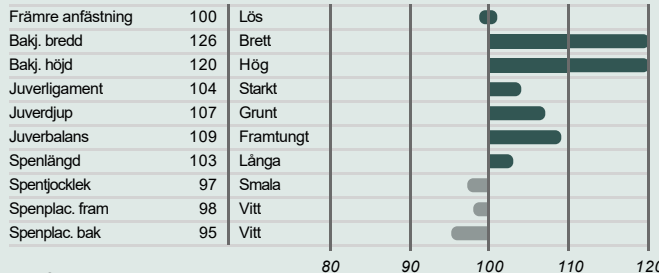 Främre anfästning 100 Lös
Bakj. bredd 126 Brett
Bakj. höjd 120 Hög
Juverligament 104 Starkt
Juverdjup 107 Grunt
Juverbalans 109 Framtungt
Spenlängd 103 Långa
Spentjocklek 97 Smala
Spenplac. fram 98 Vitt
Spenplac. bak 95 Vitt
80 90 100 110 120